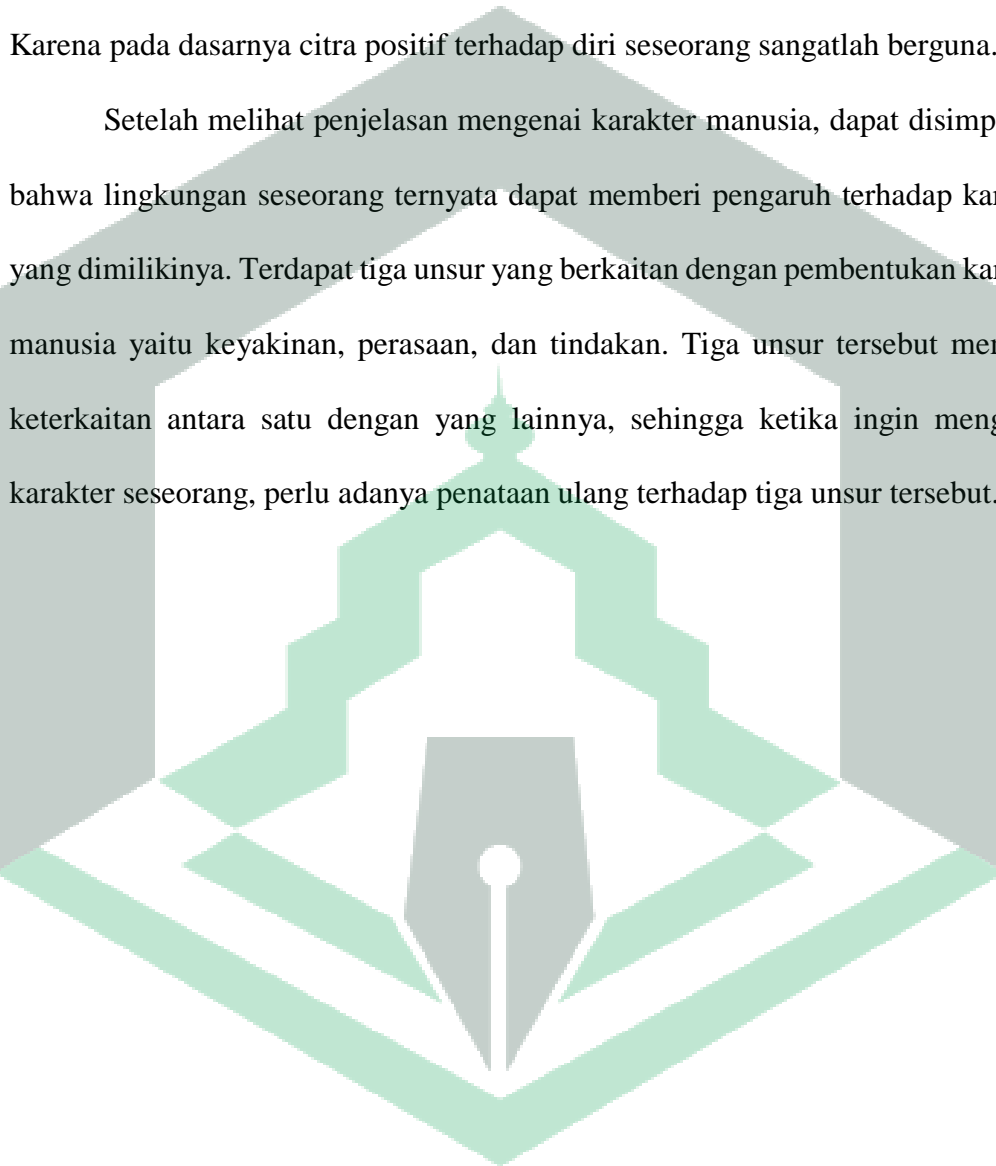 Karena pada dasarnya citra positif terhadap diri seseorang sangatlah berguna.
Setelah melihat penjelasan mengenai karakter manusia, dapat disimp
bahwa lingkungan seseorang ternyata dapat memberi pengaruh terhadap kar
yang dimilikinya. Terdapat tiga unsur yang berkaitan dengan pembentukan kar
manusia yaitu keyakinan, perasaan, dan tindakan. Tiga unsur tersebut
keterkaitan antara satu dengan yang lainnya, sehingga ketika ingin meng
karakter seseorang, perlu adanya penataan ulang terhadap tiga unsur tersebut.